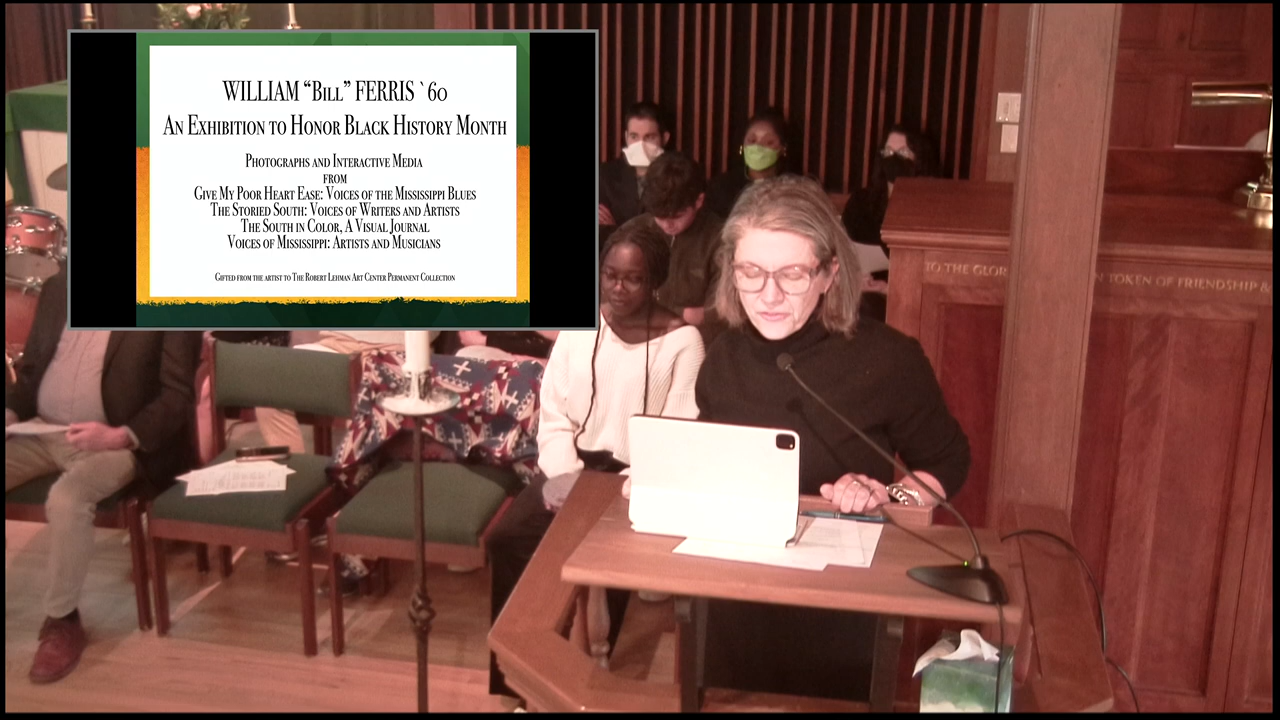 WILLIAM “BILL” FERRIS `60
AN EXHIBITION TO HONOR BLACK HISTORY MONTH
PHOTOGRAPHS AND INTERACTIVE MEDIA
FROM
GIVE MY POOR HEART EASE: VOICES OF THE MISSISSIPPI BLUES
THE STORIED SOUTH: VOICES OF WRITERS AND ARTISTS
THE SOUTH IN COLOR, A VISUAL JOURNAL
VOICES OF MISSISSIPPI: ARTISTS AND MUSICIANS
GIFTED FROM THE ARTIST TO THE ROBERT LEHMAN ART CENTER PERMANENT COLLECTION
TO THE GLOR
N TOKEN OF FRIENDSHIP &